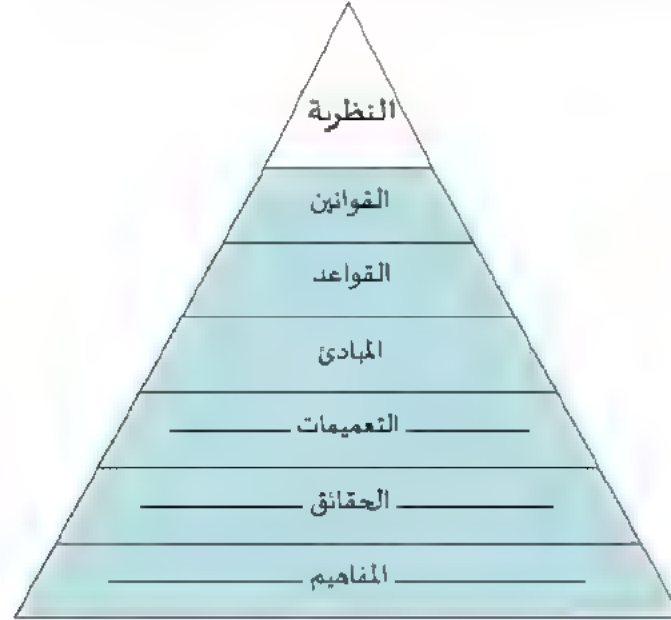 النظرية
القوانين
القواعد
المبادئ
التعميمات
الحقائق
المفاهيم